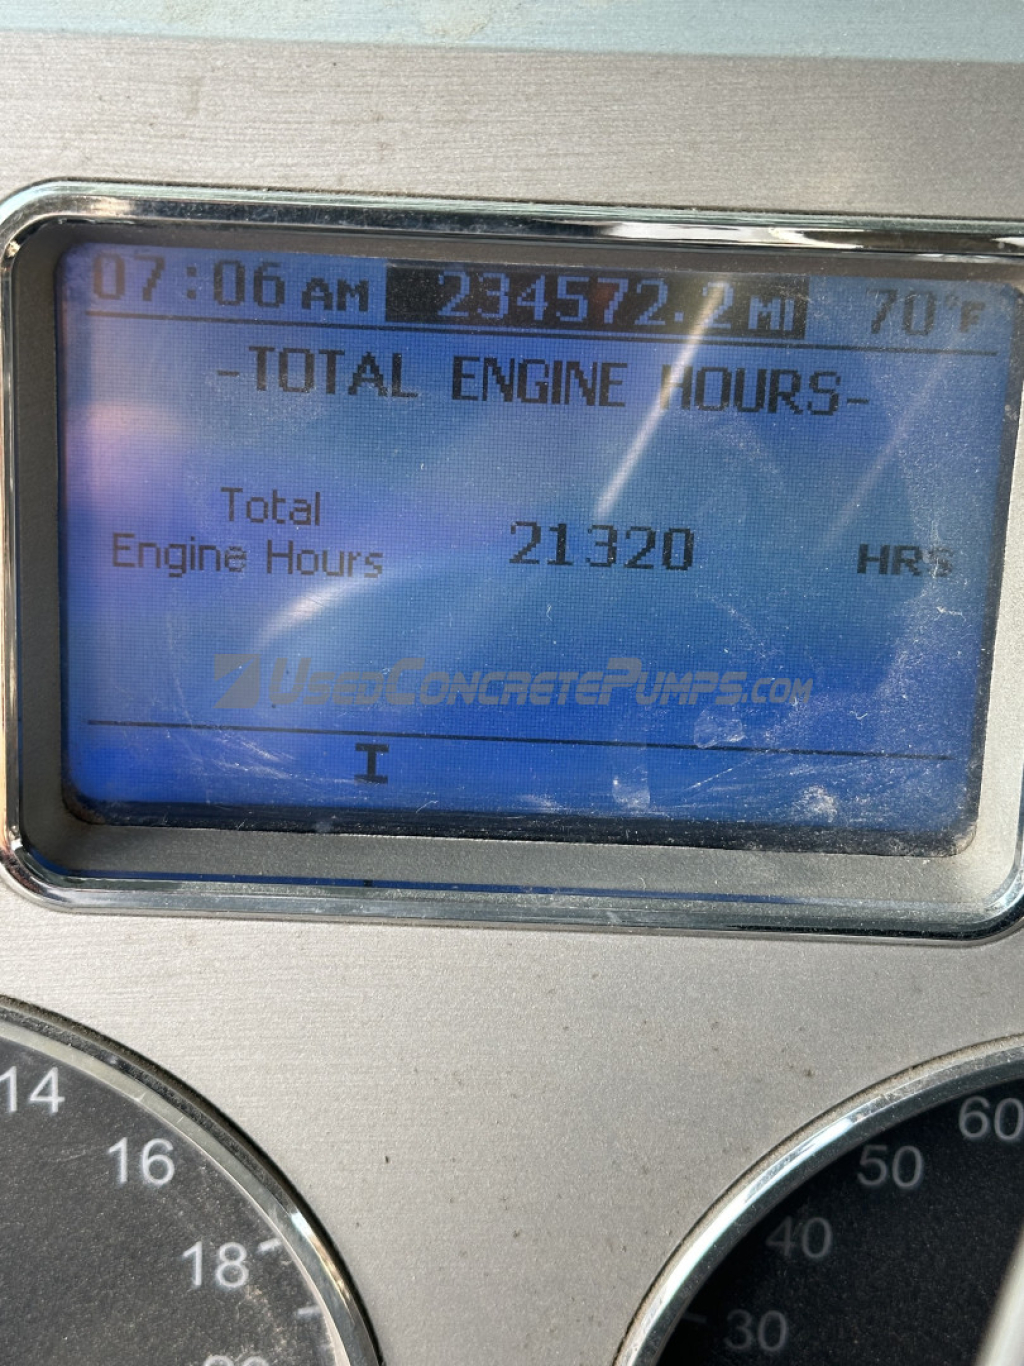 07:06 AM 234572.2 MI 70°F
-TOTAL ENGINE HOURS-
Total
Engine Hours 21320 HRS
UsedConcretePumps.com
I
14
16
18
60
50
40
30